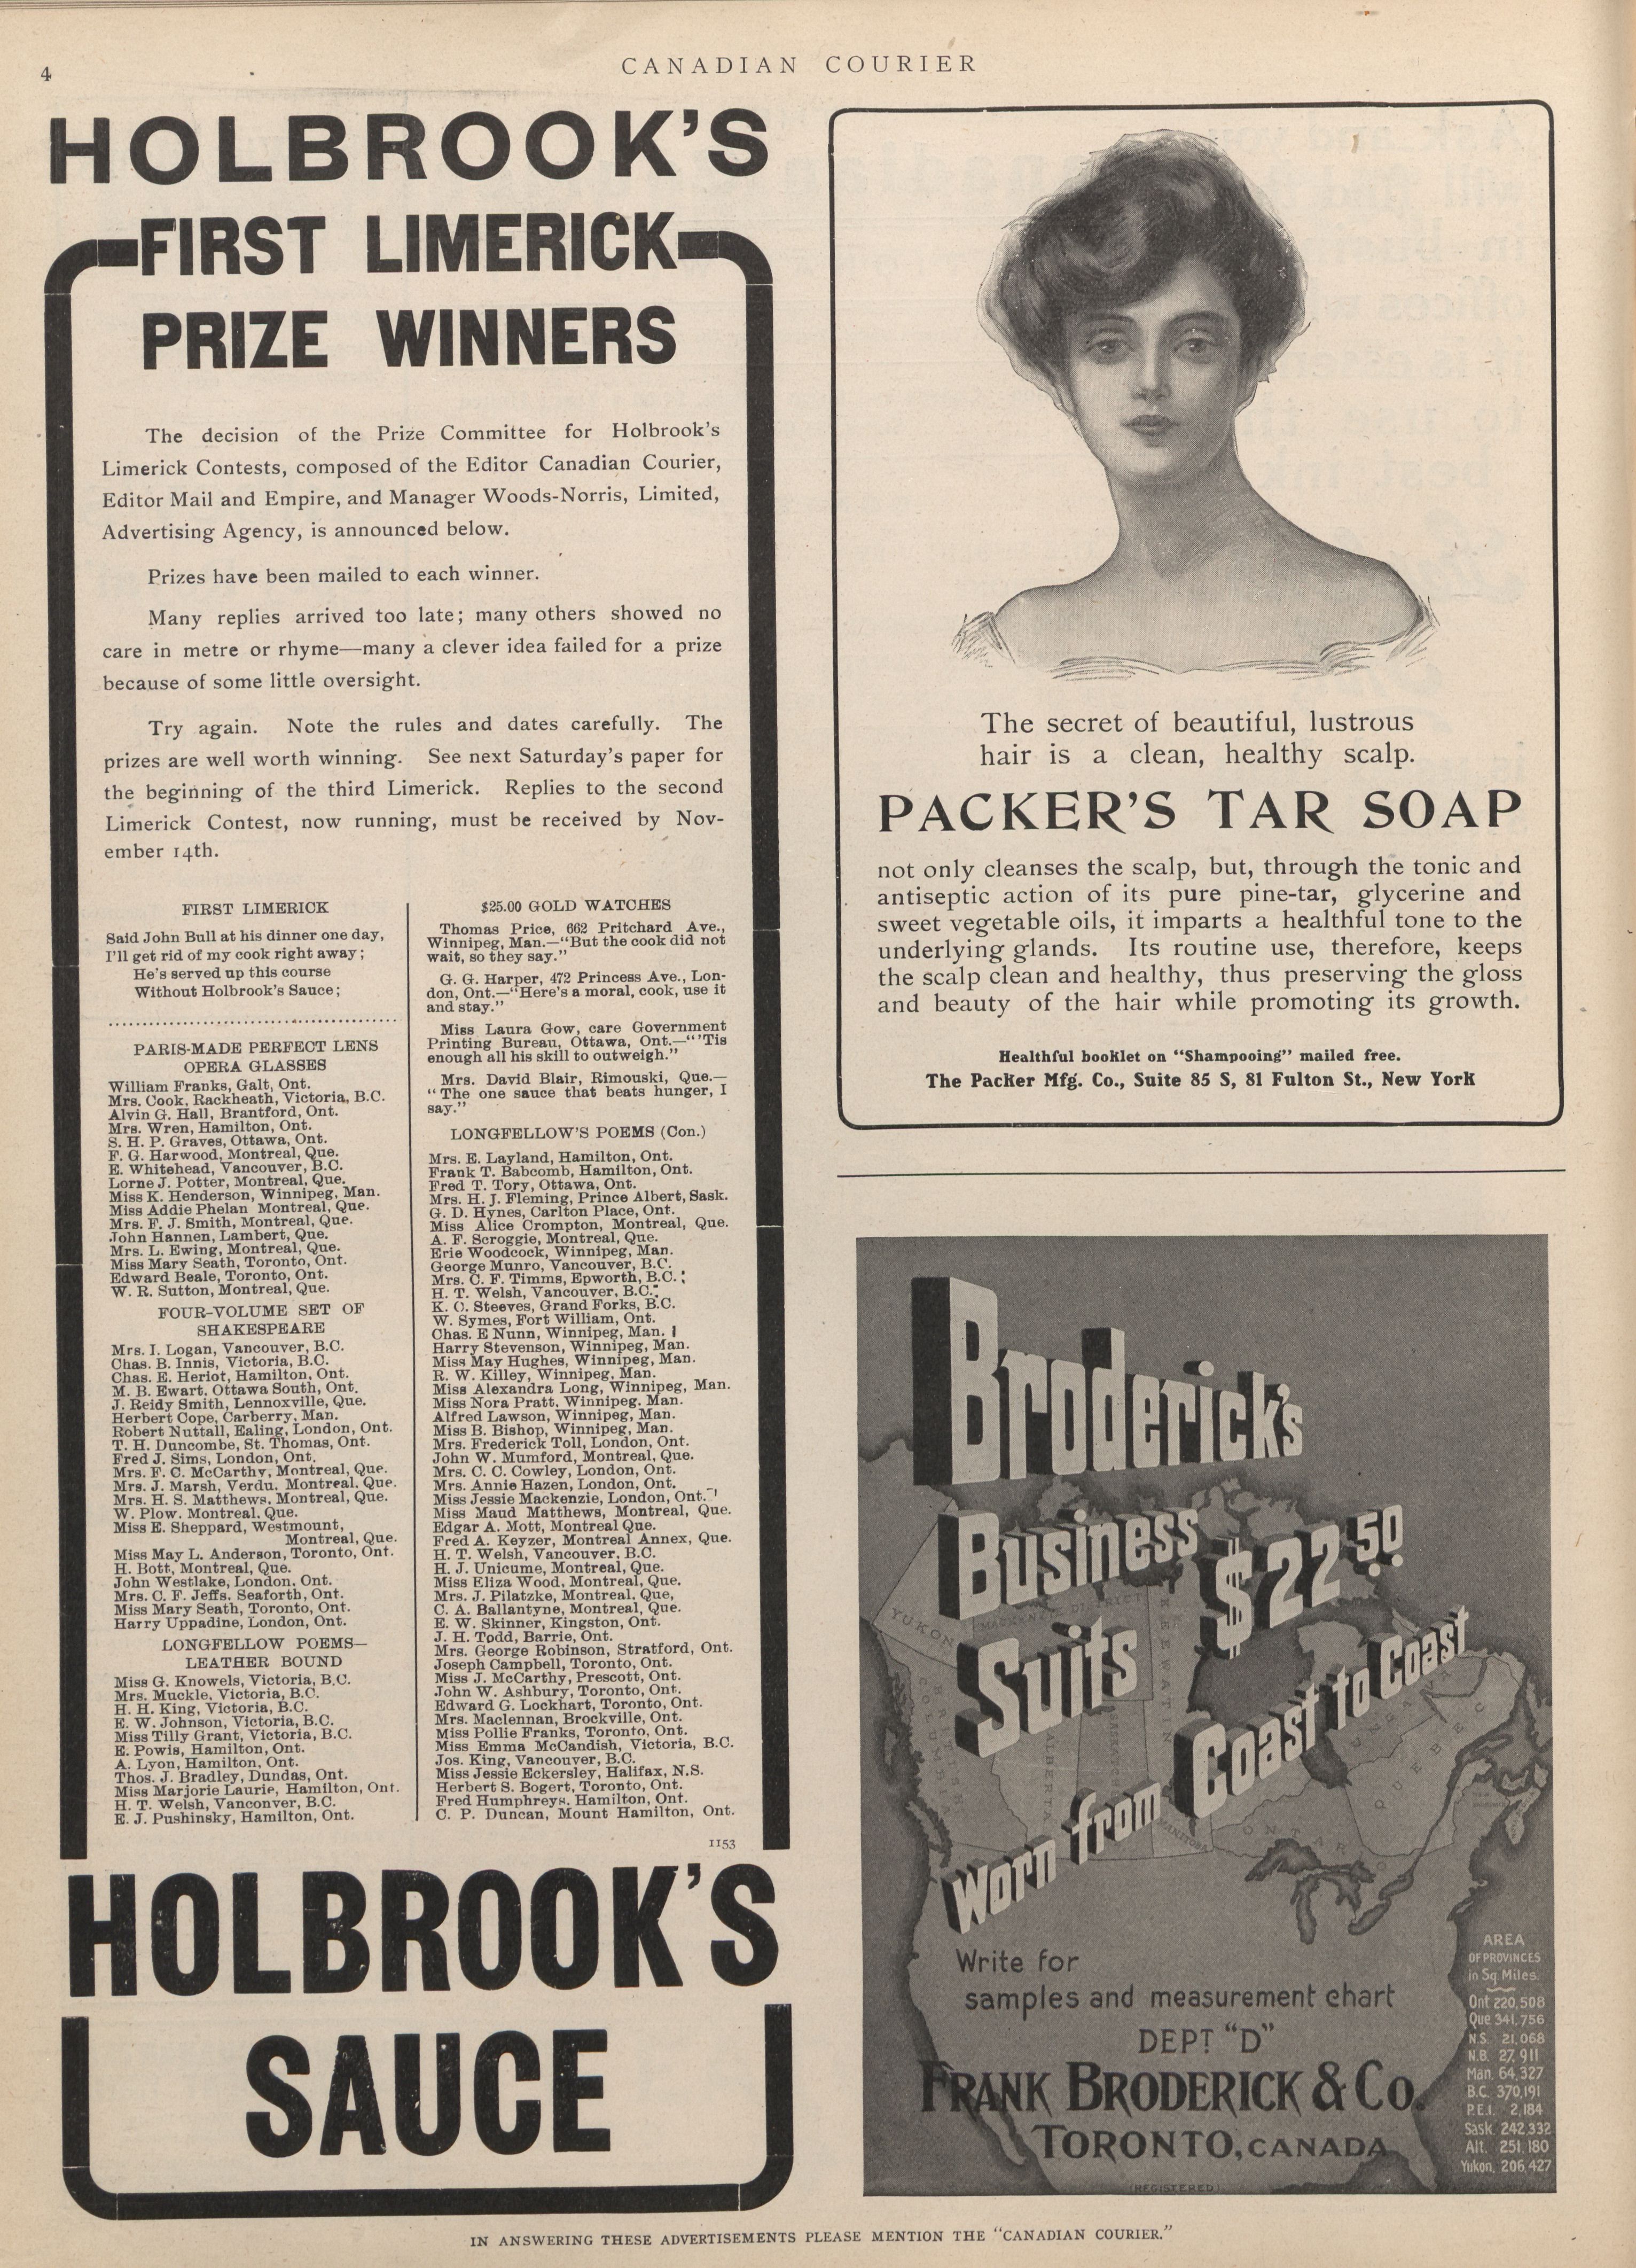 4
CANADIAN COURIER
HOLBROOK'S
FIRST LIMERICK
PRIZE WINNERS
The decision of the Prize Committee for Holbrook's
Limerick Contests, composed of the Editor Canadian Courier,
Editor Mail and Empire, and Manager Woods-Norris, Limited,
Advertising Agency, is announced below.
Prizes have been mailed to each winner.
Many replies arrived too late; many others showed no
care in metre or rhyme—many a clever idea failed for a prize
because of some little oversight.
Try again. Note the rules and dates carefully. The
prizes are well worth winning. See next Saturday's paper for
the beginning of the third Limerick. Replies to the second
Limerick Contest, now running, must be received by Nov-
ember 14th.
FIRST LIMERICK
Said John Bull at his dinner one day,
I'll get rid of my cook right away;
He's served up this course
Without Holbrook's Sauce;
PARIS-MADE PERFECT LENS
OPERA GLASSES
William Franks, Galt, Ont.
Mrs. Cook, Rackheath, Victoria, B.C.
Alvin G. Hall, Brantford, Ont.
Mrs. Wren, Hamilton, Ont.
S. H. P. Graves, Ottawa, Ont.
F. G. Harwood, Montreal, Que.
E. Whitehead, Vancouver, B.C.
Lorne J. Potter, Montreal, Que.
Miss K. Henderson, Winnipeg, Man.
Miss Addie Phelan Montreal, Que.
Mrs. F. J. Smith, Montreal, Que.
John Hannen, Lambert, Que.
Mrs. L. Ewing, Montreal, Que.
Miss Mary Seath, Toronto, Ont.
Edward Beale, Toronto, Ont.
W. R. Sutton, Montreal, Que.
FOUR-VOLUME SET OF
SHAKESPEARE
Mrs. I. Logan, Vancouver, B.C.
Chas. B. Innis, Victoria, B.C.
Chas. E. Heriot, Hamilton, Ont.
M. B. Ewart, Ottawa South, Ont.
J. Reidy Smith, Lennoxville, Que.
Herbert Cope, Carberry, Man.
Robert Nuttall, Ealing, London, Ont.
T. H. Duncombe, St. Thomas, Ont.
Fred J. Sims, London, Ont.
Mrs. F. C. McCarthy, Montreal, Que.
Mrs. J. Marsh, Verdu, Montreal, Que.
Mrs. H. S. Matthews, Montreal, Que.
W. Plow, Montreal, Que.
Miss E. Sheppard, Westmount,
Montreal, Que.
Miss May L. Anderson, Toronto, Ont.
H. Bott, Montreal, Que.
John Westlake, London, Ont.
Mrs. C. F. Jeffs, Seaforth, Ont.
Miss Mary Seath, Toronto, Ont.
Harry Uppadine, London, Ont.
LONGFELLOW POEMS—
LEATHER BOUND
Miss G. Knowels, Victoria, B.C.
Mrs. Muckle, Victoria, B.C.
H. H. King, Victoria, B.C.
E. W. Johnson, Victoria, B.C.
Miss Tilly Grant, Victoria, B.C.
E. Powis, Hamilton, Ont.
A. Lyon, Hamilton, Ont.
Thos. J. Bradley, Dundas, Ont.
Miss Marjorie Laurie, Hamilton, Ont.
H. T. Welsh, Vanconver, B.C.
E. J. Pushinsky, Hamilton, Ont.
$25.00 GOLD WATCHES
Thomas Price, 662 Pritchard Ave.,
Winnipeg, Man.—"But the cook did not
wait, so they say."
G. G. Harper, 472 Princess Ave., Lon-
don, Ont.—"Here's a moral, cook, use it
and stay."
Miss Laura Gow, care Government
Printing Bureau, Ottawa, Ont.—"'Tis
enough all his skill to outweigh."
Mrs. David Blair, Rimouski, Que.—
"The one sauce that beats hunger, I
say."
LONGFELLOW'S POEMS (Con.)
Mrs. E. Layland, Hamilton, Ont.
Frank T. Babcomb, Hamilton, Ont.
Fred T. Tory, Ottawa, Ont.
Mrs. H. J. Fleming, Prince Albert, Sask.
G. D. Hynes, Carlton Place, Ont.
Miss Alice Crompton, Montreal, Que.
A. F. Scroggie, Montreal, Que.
Erie Woodcock, Winnipeg, Man.
George Munro, Vancouver, B.C.
Mrs. C. F. Timms, Epworth, B.C.
H. T. Welsh, Vancouver, B.C.
K. C. Steeves, Grand Forks, B.C.
W. Symes, Fort William, Ont.
Chas. E Nunn, Winnipeg, Man.
Harry Stevenson, Winnipeg, Man.
Miss May Hughes, Winnipeg, Man.
R. W. Killey, Winnipeg, Man.
Miss Alexandra Long, Winnipeg, Man.
Miss Nora Pratt, Winnipeg, Man.
Alfred Lawson, Winnipeg, Man.
Miss B. Bishop, Winnipeg, Man.
Mrs. Frederick Toll, London, Ont.
John W. Mumford, Montreal, Que.
Mrs. C. C. Cowley, London, Ont.
Mrs. Annie Hazen, London, Ont.
Miss Jessie Mackenzie, London, Ont.
Miss Maud Matthews, Montreal, Que.
Edgar A. Mott, Montreal Que.
Fred A. Keyzer, Montreal Annex, Que.
H. T. Welsh, Vancouver, B.C.
H. J. Unicume, Montreal, Que.
Miss Eliza Wood, Montreal, Que.
Mrs. J. Pilatzke, Montreal, Que,
C. A. Ballantyne, Montreal, Que.
E. W. Skinner, Kingston, Ont.
J. H. Todd, Barrie, Ont.
Mrs. George Robinson, Stratford, Ont.
Joseph Campbell, Toronto, Ont.
Miss J. McCarthy, Prescott, Ont.
John W. Ashbury, Toronto, Ont.
Edward G. Lockhart, Toronto, Ont.
Mrs. Maclennan, Brockville, Ont.
Miss Pollie Franks, Toronto, Ont.
Miss Emma McCandish, Victoria, B.C.
Jos. King, Vancouver, B.C.
Miss Jessie Eckersley, Halifax, N.S.
Herbert S. Bogert, Toronto, Ont.
Fred Humphreys, Hamilton, Ont.
C. P. Duncan, Mount Hamilton, Ont.
1153
HOLBROOK'S
SAUCE
The secret of beautiful, lustrous
hair is a clean, healthy scalp.
PACKER'S TAR SOAP
not only cleanses the scalp, but, through the tonic and
antiseptic action of its pure pine-tar, glycerine and
sweet vegetable oils, it imparts a healthful tone to the
underlying glands. Its routine use, therefore, keeps
the scalp clean and healthy, thus preserving the gloss
and beauty of the hair while promoting its growth.
Healthful booklet on "Shampooing" mailed free.
The Packer Mfg. Co., Suite 85 S, 81 Fulton St., New York
Broderick's
Business
Suits
$22.50
Worn from Coast to Coast
YUKON
MANITOBA
ONTARIO
QUEBEC
Write for
samples and measurement chart
DEPT "D"
FRANK BRODERICK & Co.
TORONTO, CANADA
(REGISTERED)
AREA
OF PROVINCES
in Sq. Miles.
Ont 220,508
Que 341,756
N.S. 21,068
N.B. 27,911
Man. 64,327
B.C. 370,191
P.E.I. 2,184
Sask. 242,332
Alt. 251,180
Yukon, 206,427
IN ANSWERING THESE ADVERTISEMENTS PLEASE MENTION THE "CANADIAN COURIER."